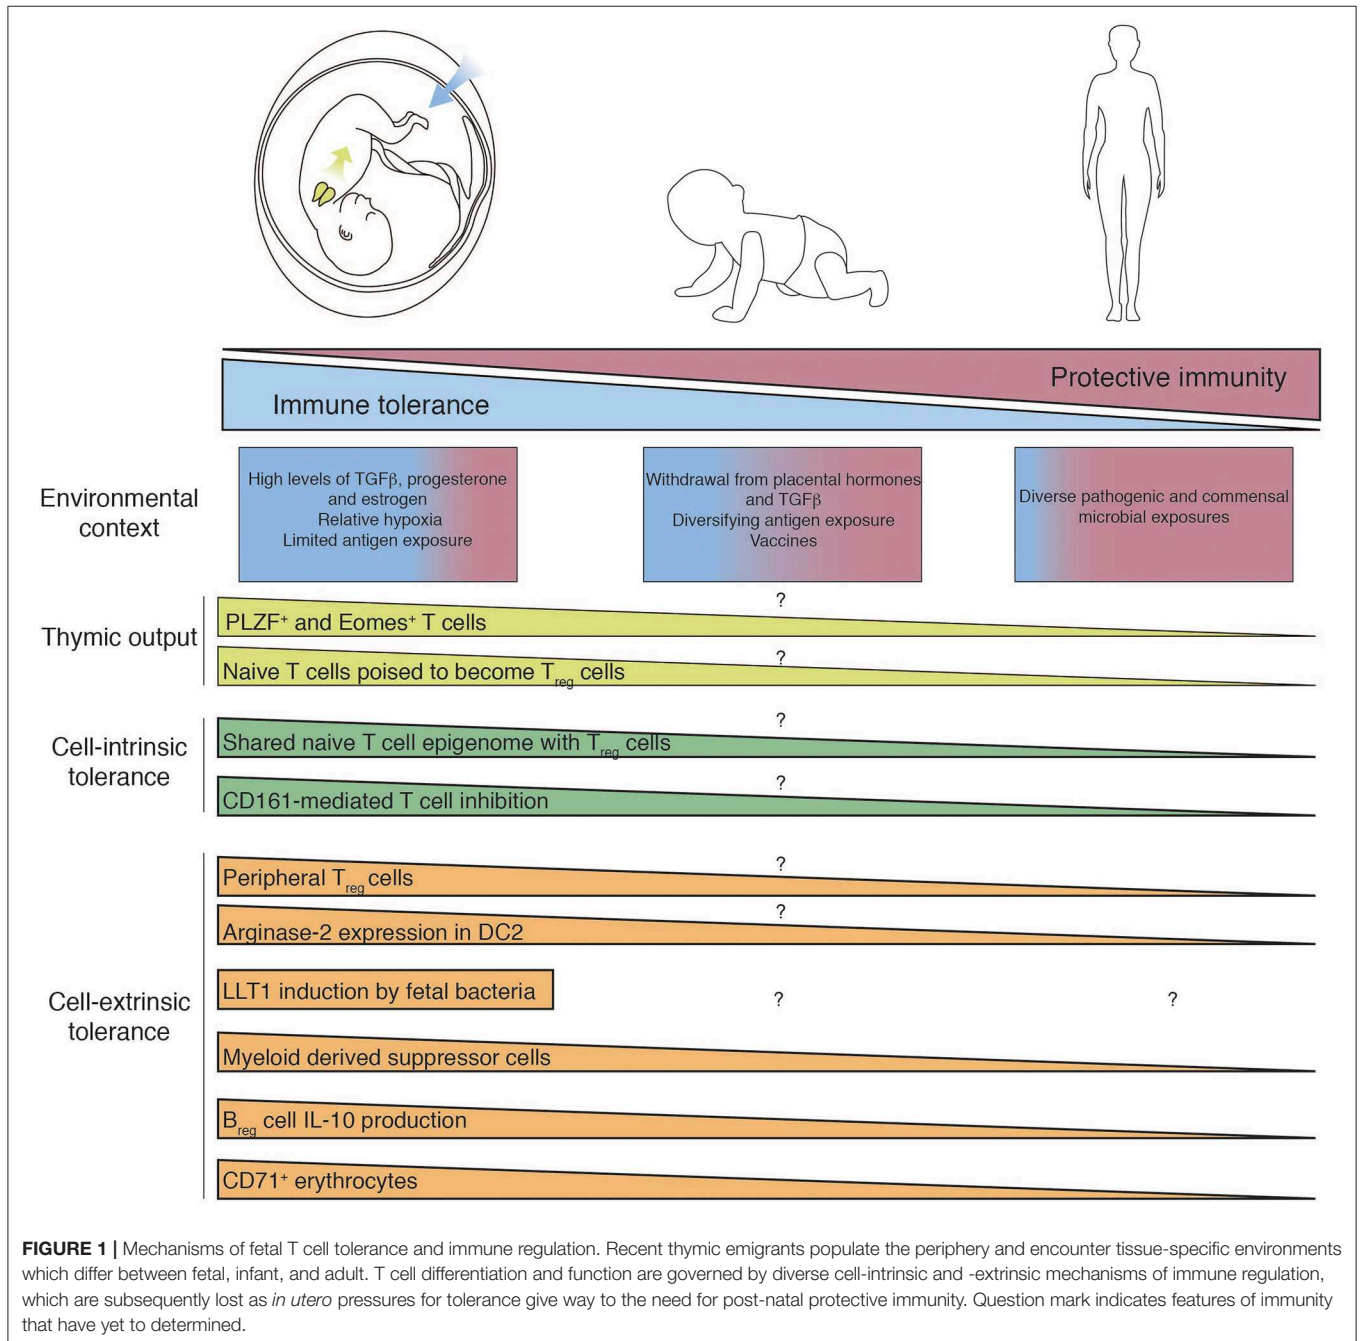 Protective immunity
Immune tolerance
Environmental
context
High levels of TGFβ, progesterone
and estrogen
Relative hypoxia
Limited antigen exposure
Withdrawal from placental hormones
and TGFβ
Diversifying antigen exposure
Vaccines
Diverse pathogenic and commensal
microbial exposures
Thymic output
?
PLZF⁺ and Eomes⁺ T cells
?
Naive T cells poised to become Treg cells
Cell-intrinsic
tolerance
?
Shared naive T cell epigenome with Treg cells
?
CD161-mediated T cell inhibition
Cell-extrinsic
tolerance
?
Peripheral Treg cells
?
Arginase-2 expression in DC2
LLT1 induction by fetal bacteria ? ?
Myeloid derived suppressor cells
Breg cell IL-10 production
CD71⁺ erythrocytes
FIGURE 1 | Mechanisms of fetal T cell tolerance and immune regulation. Recent thymic emigrants populate the periphery and encounter tissue-specific environments
which differ between fetal, infant, and adult. T cell differentiation and function are governed by diverse cell-intrinsic and -extrinsic mechanisms of immune regulation,
which are subsequently lost as in utero pressures for tolerance give way to the need for post-natal protective immunity. Question mark indicates features of immunity
that have yet to determined.